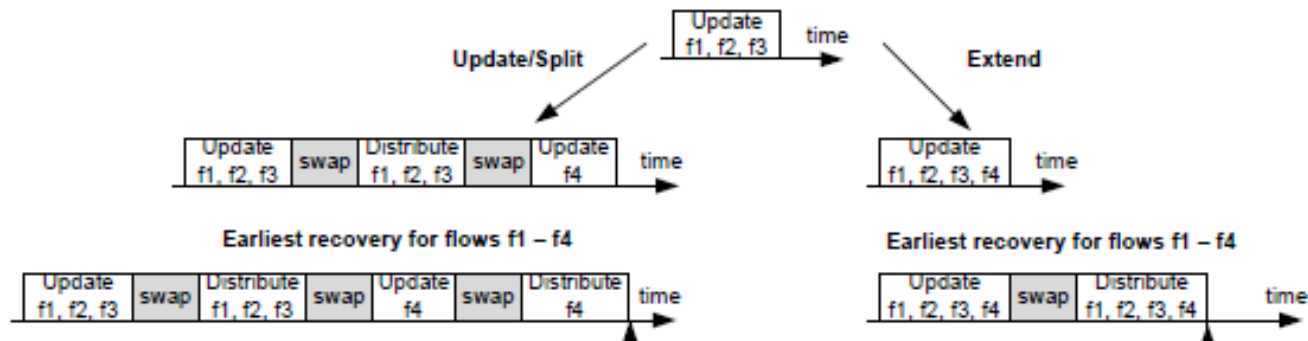 Update
f1, f2, f3
time
Update/Split
Extend
Update
f1, f2, f3
swap
Distribute
f1, f2, f3
swap
Update
f4
time
Update
f1, f2, f3, f4
time
Earliest recovery for flows f1 – f4
Earliest recovery for flows f1 – f4
Update
f1, f2, f3
swap
Distribute
f1, f2, f3
swap
Update
f4
swap
Distribute
f4
time
Update
f1, f2, f3, f4
swap
Distribute
f1, f2, f3, f4
time